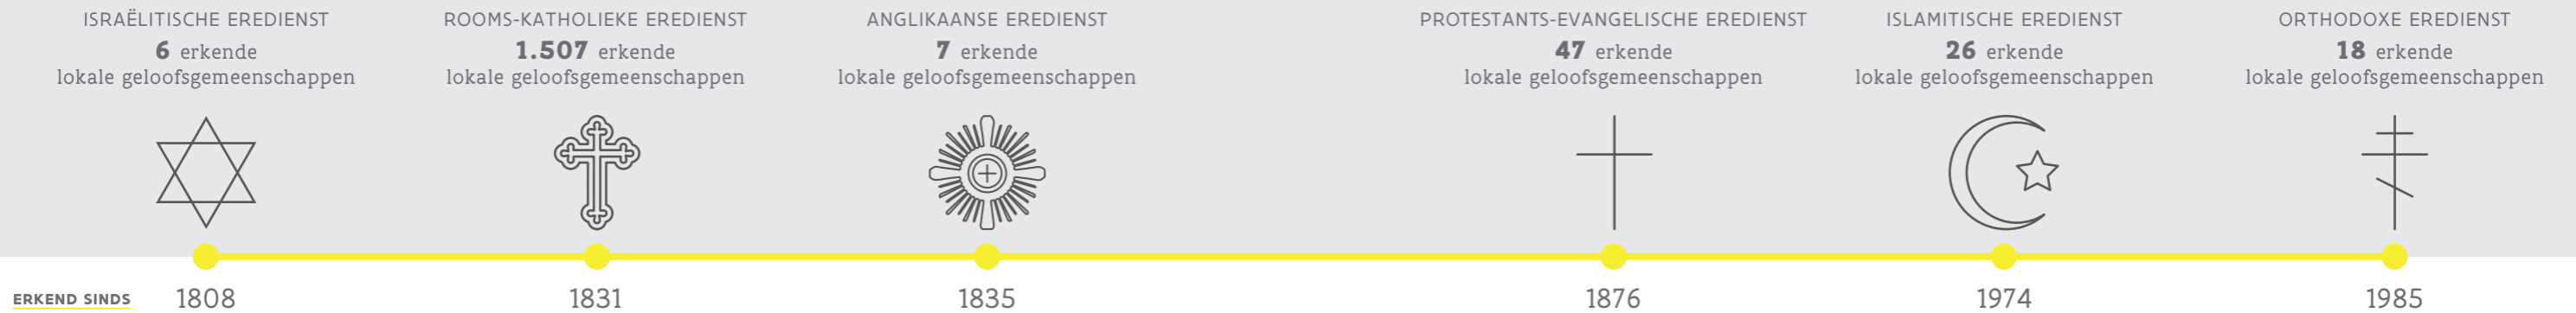 ISRAËLITISCHE EREDIENST
6 erkende
lokale geloofsgemeenschappen
ROOMS-KATHOLIEKE EREDIENST
1.507 erkende
lokale geloofsgemeenschappen
ANGLIKAANSE EREDIENST
7 erkende
lokale geloofsgemeenschappen
PROTESTANTS-EVANGELISCHE EREDIENST
47 erkende
lokale geloofsgemeenschappen
ISLAMITISCHE EREDIENST
26 erkende
lokale geloofsgemeenschappen
ORTHODOXE EREDIENST
18 erkende
lokale geloofsgemeenschappen
ERKEND SINDS
1808
1831
1835
1876
1974
1985